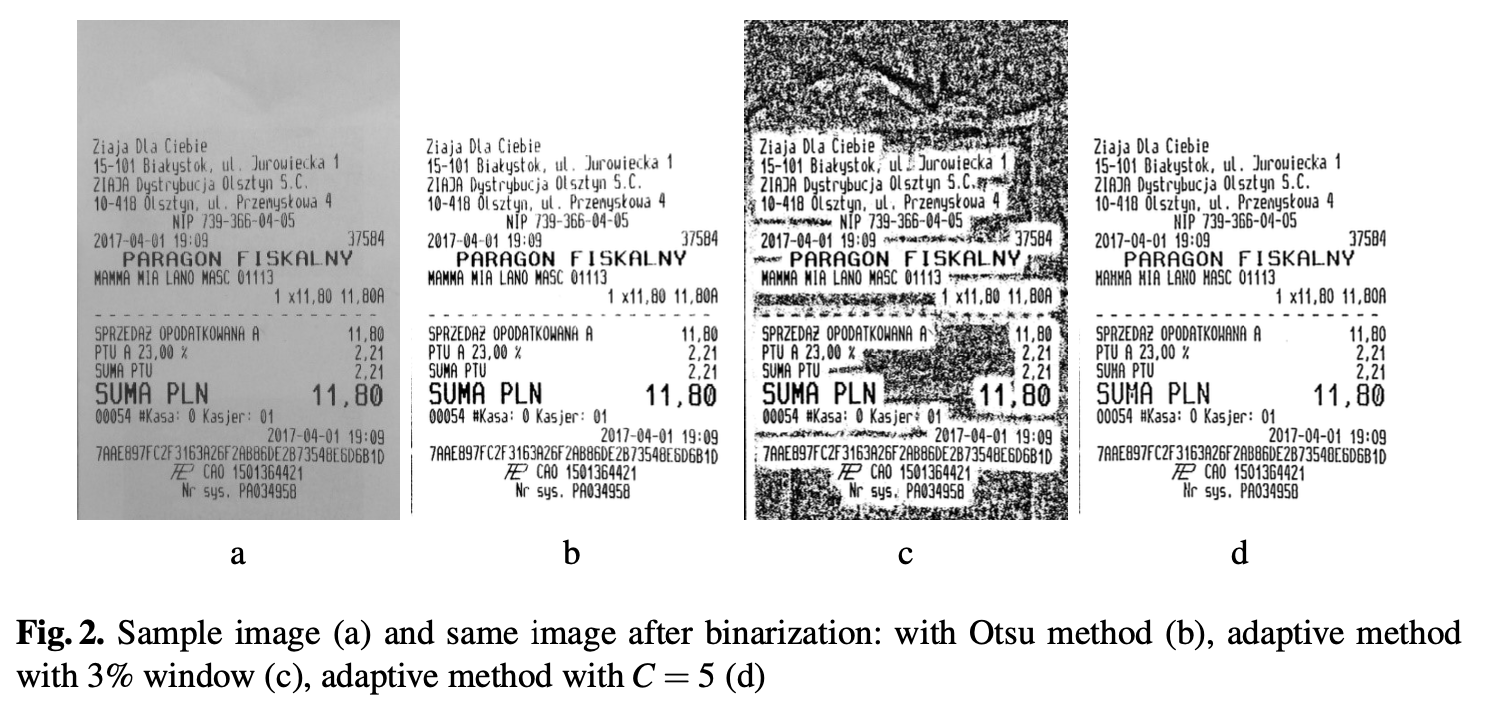 Ziaja Dla Ciebie
15-101 Białystok, ul. Jurowiecka 1
ZIAJA Dystrybucja Olsztyn S.C.
10-418 Olsztyn, ul. Przemysłowa 4
NIP 739-366-04-05
2017-04-01 19:09 37584
PARAGON FISKALNY
MAMMA MIA LANO MASC 01113
1 x11,80 11,80A
SPRZEDAŻ OPODATKOWANA A 11,80
PTU A 23,00 % 2,21
SUMA PTU 2,21
SUMA PLN 11,80
00054 #Kasa: 0 Kasjer: 01
2017-04-01 19:09
7AAE897FC2F3163A26F2AB86DE2B73548E6D6B1D
CAO 1501364421
Nr sys. PA034958
a
Ziaja Dla Ciebie
15-101 Białystok, ul. Jurowiecka 1
ZIAJA Dystrybucja Olsztyn S.C.
10-418 Olsztyn, ul. Przemysłowa 4
NIP 739-366-04-05
2017-04-01 19:09 37584
PARAGON FISKALNY
MAMMA MIA LANO MASC 01113
1 x11,80 11,80A
SPRZEDAŻ OPODATKOWANA A 11,80
PTU A 23,00 % 2,21
SUMA PTU 2,21
SUMA PLN 11,80
00054 #Kasa: 0 Kasjer: 01
2017-04-01 19:09
7AAE897FC2F3163A26F2AB86DE2B73548E6D6B1D
CAO 1501364421
Nr sys. PA034958
b
Ziaja Dla Ciebie
15-101 Białystok, ul. Jurowiecka 1
ZIAJA Dystrybucja Olsztyn S.C.
10-418 Olsztyn, ul. Przemysłowa 4
NIP 739-366-04-05
2017-04-01 19:09 37584
PARAGON FISKALNY
MAMMA MIA LANO MASC 01113
1 x11,80 11,80A
SPRZEDAŻ OPODATKOWANA A 11,80
PTU A 23,00 % 2,21
SUMA PTU 2,21
SUMA PLN 11,80
00054 #Kasa: 0 Kasjer: 01
2017-04-01 19:09
7AAE897FC2F3163A26F2AB86DE2B73548E6D6B1D
CAO 1501364421
Nr sys. PA034958
c
Ziaja Dla Ciebie
15-101 Białystok, ul. Jurowiecka 1
ZIAJA Dystrybucja Olsztyn S.C.
10-418 Olsztyn, ul. Przemysłowa 4
NIP 739-366-04-05
2017-04-01 19:09 37584
PARAGON FISKALNY
MAMMA MIA LANO MASC 01113
1 x11,80 11,80A
SPRZEDAŻ OPODATKOWANA A 11,80
PTU A 23,00 % 2,21
SUMA PTU 2,21
SUMA PLN 11,80
00054 #Kasa: 0 Kasjer: 01
2017-04-01 19:09
7AAE897FC2F3163A26F2AB86DE2B73548E6D6B1D
CAO 1501364421
Nr sys. PA034958
d
Fig. 2. Sample image (a) and same image after binarization: with Otsu method (b), adaptive method
with 3% window (c), adaptive method with C = 5 (d)